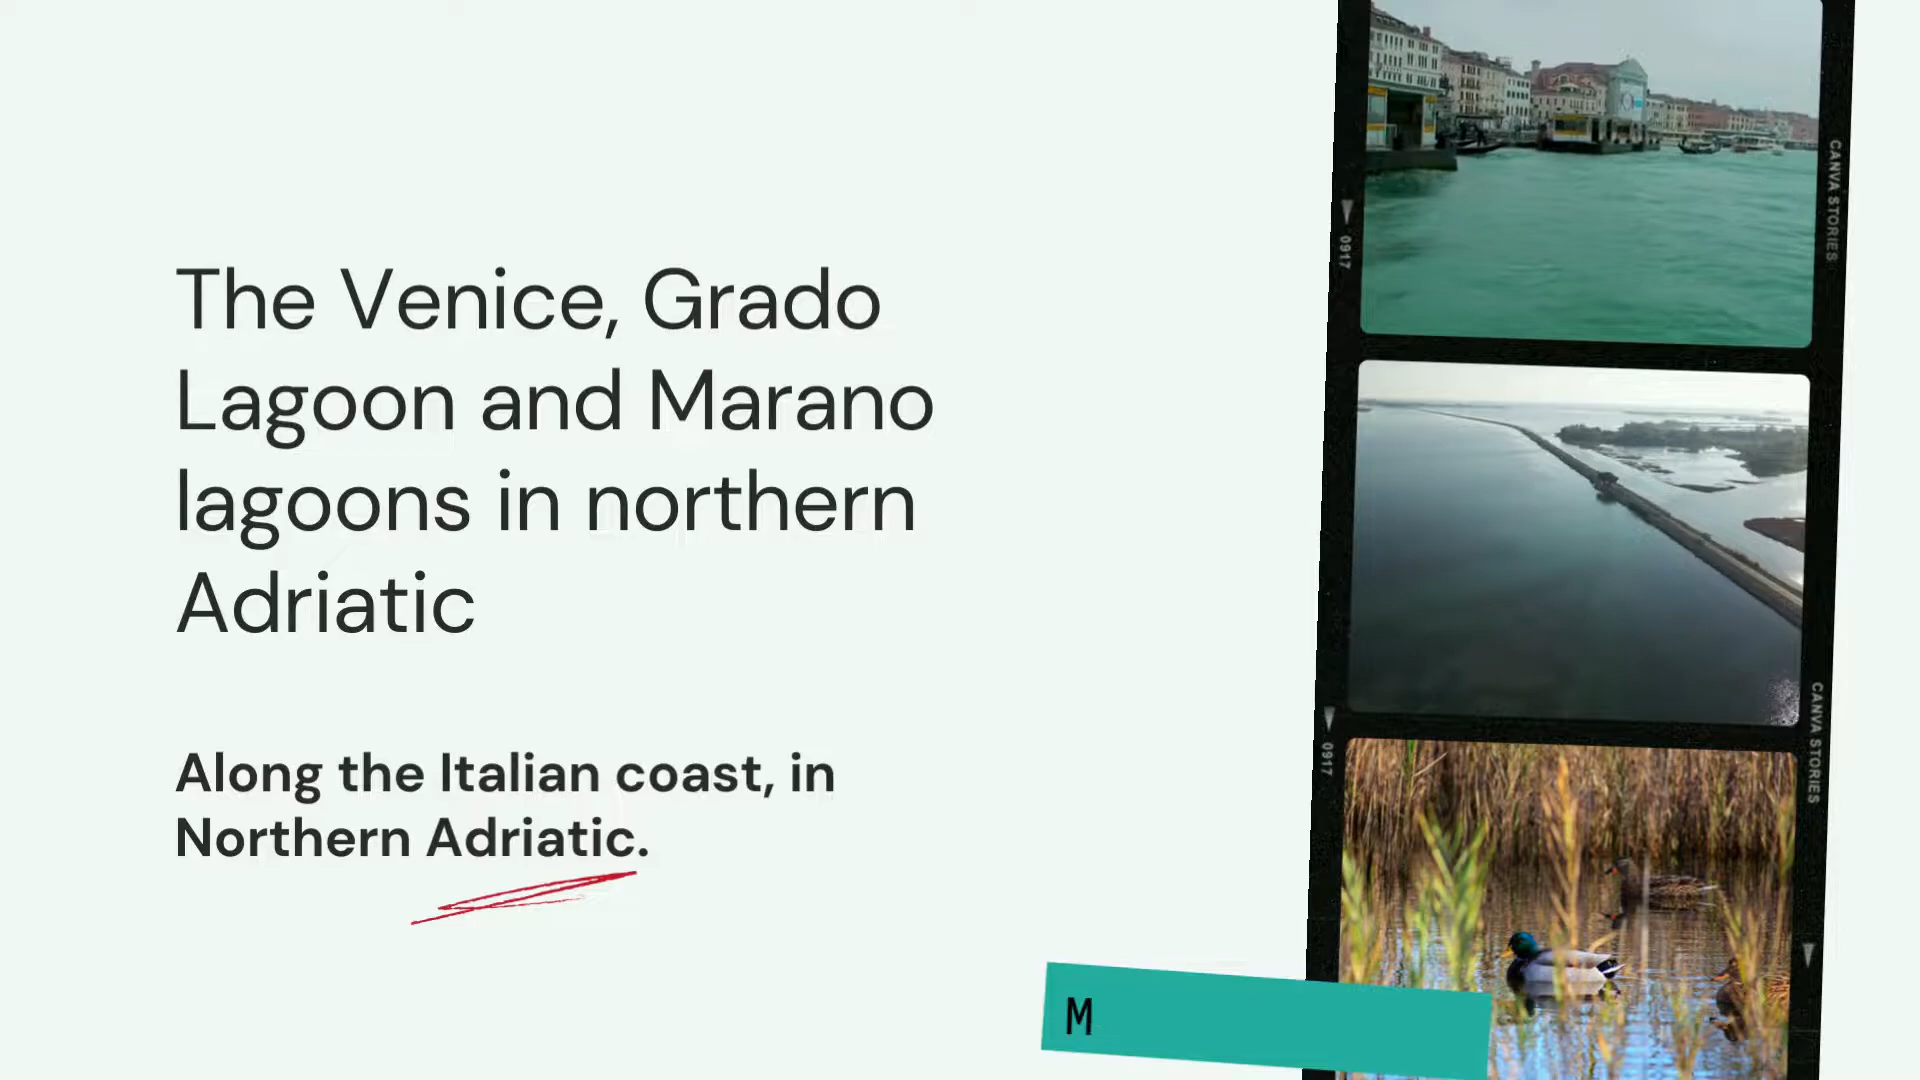 The Venice, Grado
Lagoon and Marano
lagoons in northern
Adriatic
Along the Italian coast, in
Northern Adriatic.
M
CANVA STORIES
0917
CANVA STORIES
0917